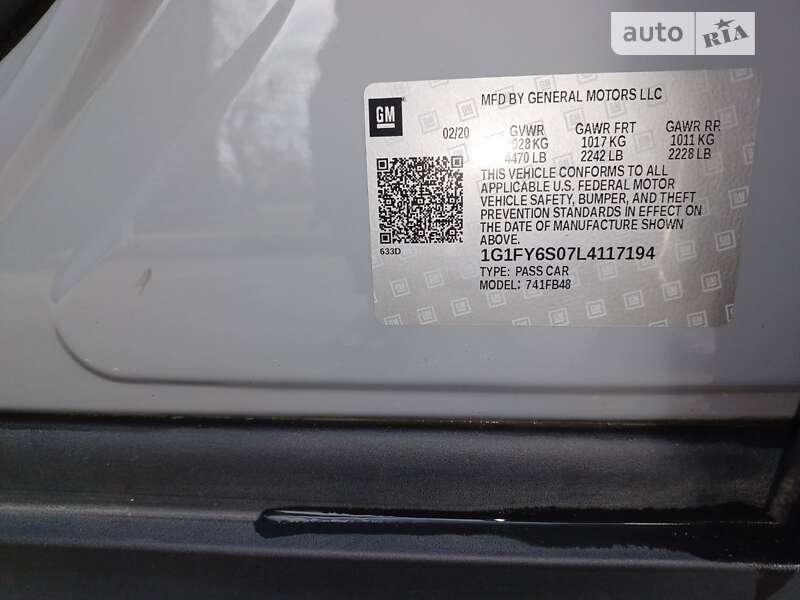 auto RIA
GM
MFD BY GENERAL MOTORS LLC
02/20 GVWR GAWR FRT GAWR RR
028 KG 1017 KG 1011 KG
4470 LB 2242 LB 2228 LB
THIS VEHICLE CONFORMS TO ALL
APPLICABLE U.S. FEDERAL MOTOR
VEHICLE SAFETY, BUMPER, AND THEFT
PREVENTION STANDARDS IN EFFECT ON
THE DATE OF MANUFACTURE SHOWN
ABOVE.
633D
1G1FY6S07L4117194
TYPE: PASS CAR
MODEL: 741FB48